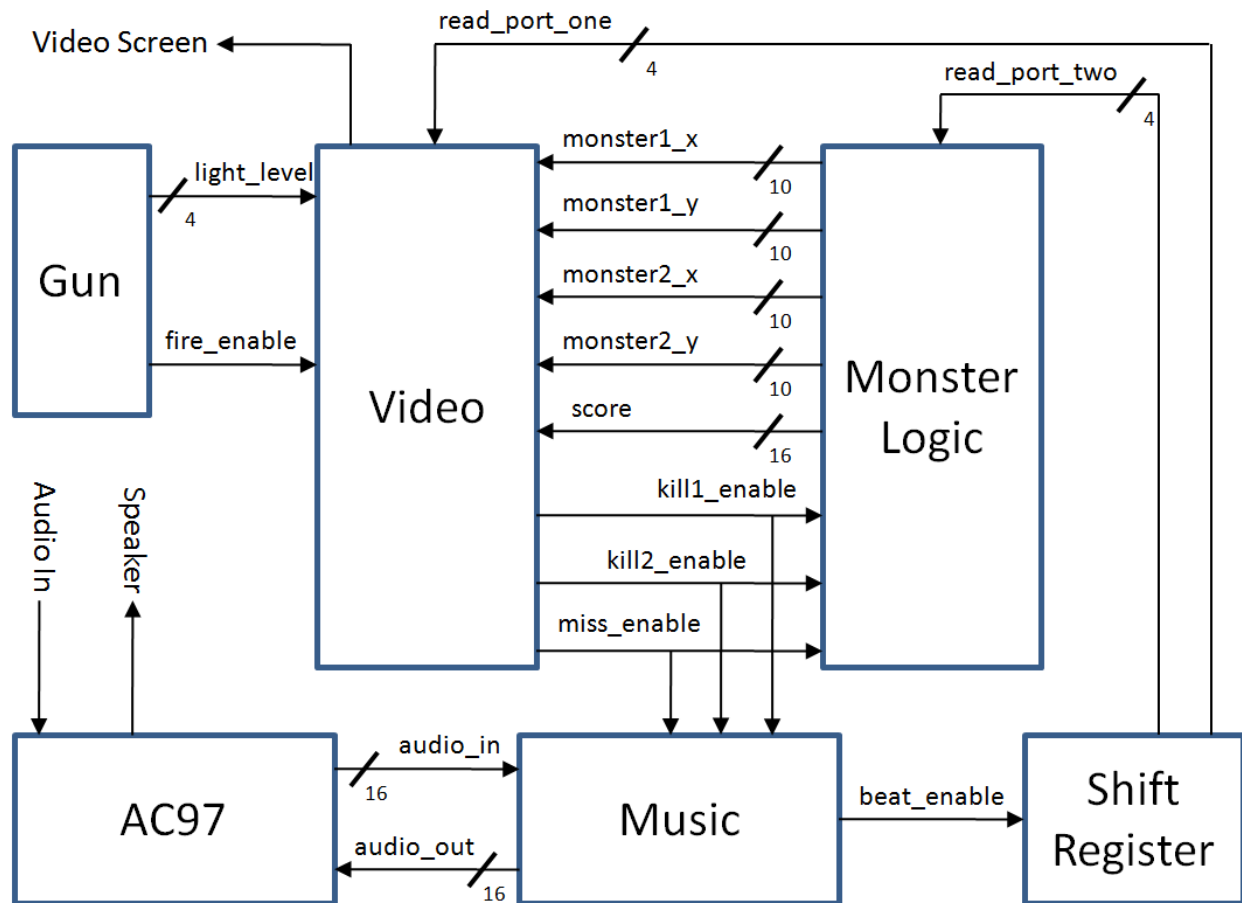 read_port_one
Video Screen
4
read_port_two
4
monster1_x
10
light_level
4
monster1_y
10
Gun
monster2_x
10
fire_enable
monster2_y
10
Video
Monster
Logic
score
16
Audio In
Speaker
kill1_enable
kill2_enable
miss_enable
audio_in
16
AC97
Music
beat_enable
Shift
Register
audio_out
16